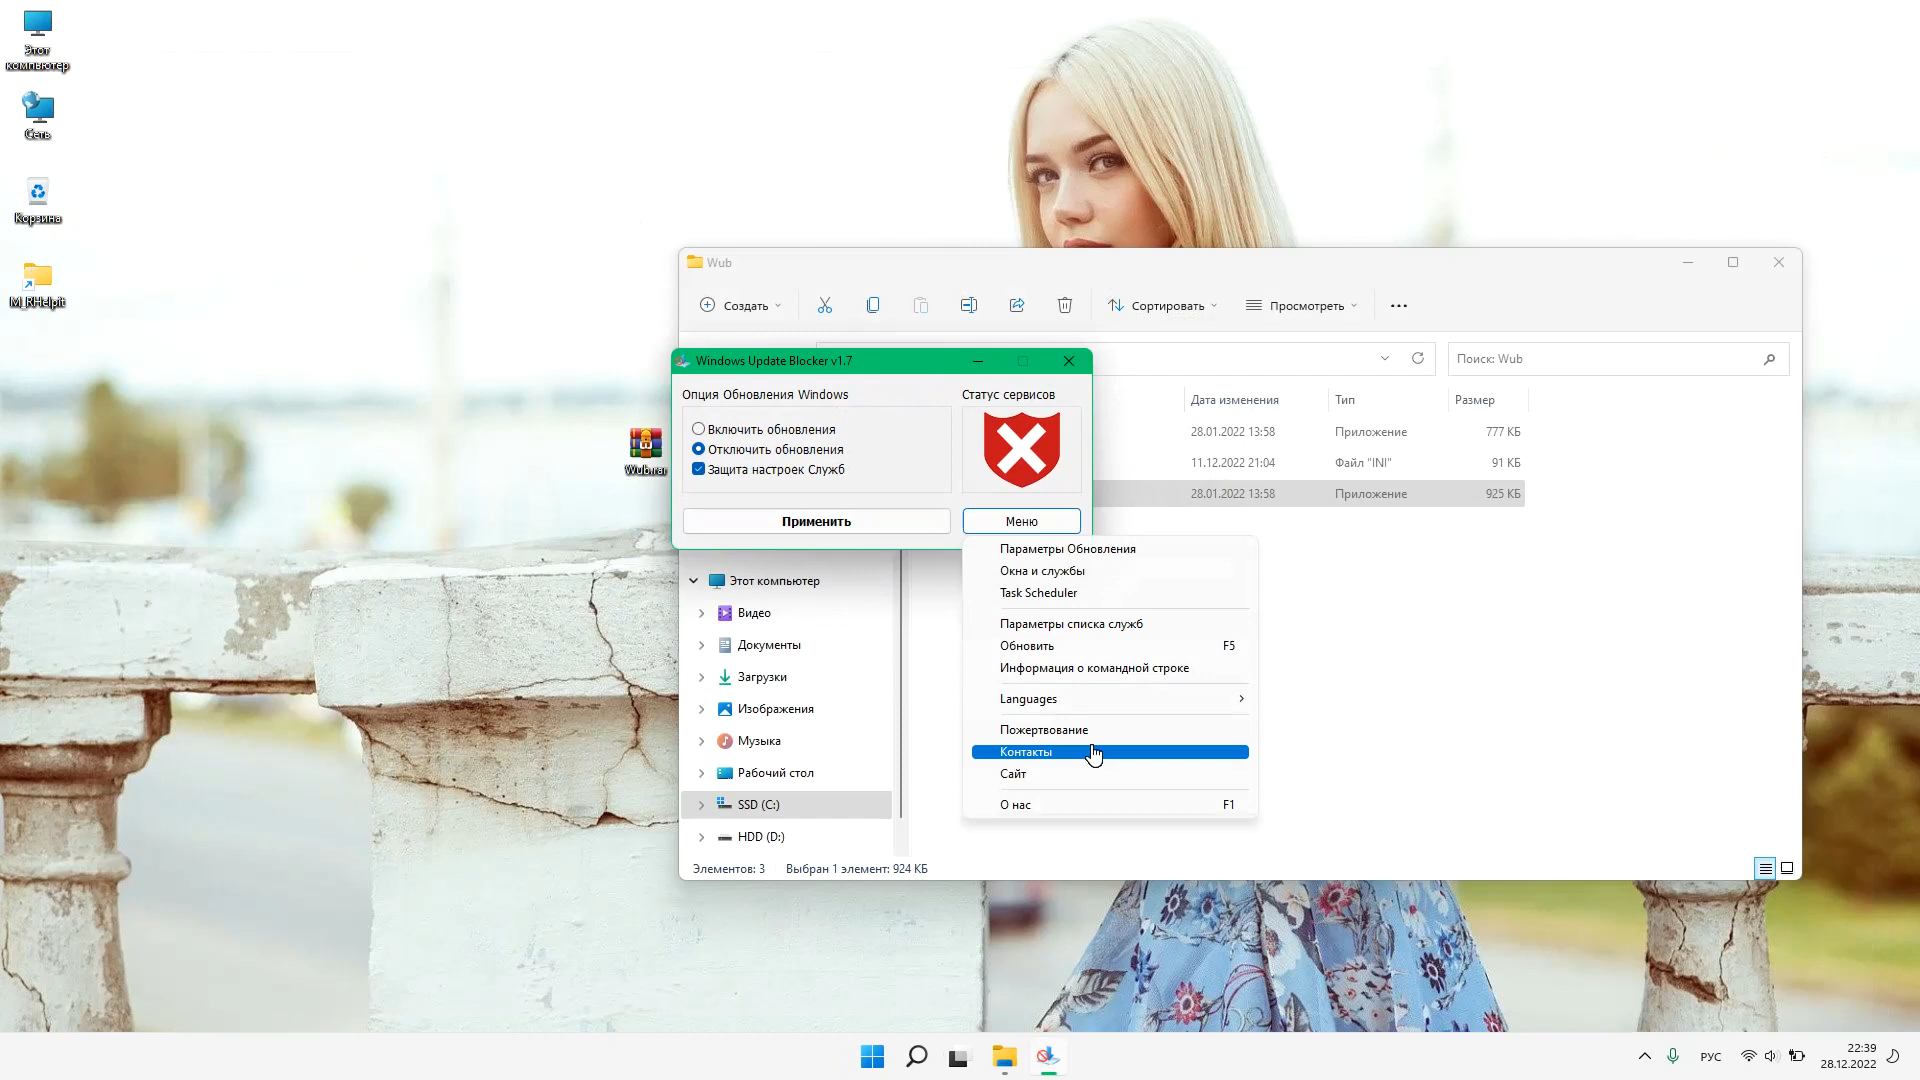 Этот
компьютер
Сеть
Корзина
M_RHelpit
Wub.rar
Wub
Создать
Сортировать
Просмотреть
Поиск: Wub
Дата изменения
Тип
Размер
28.01.2022 13:58
Приложение
777 КБ
11.12.2022 21:04
Файл "INI"
91 КБ
28.01.2022 13:58
Приложение
925 КБ
Windows Update Blocker v1.7
Опция Обновления Windows
Статус сервисов
Включить обновления
Отключить обновления
Защита настроек Служб
Применить
Меню
Параметры Обновления
Окна и службы
Task Scheduler
Параметры списка служб
Обновить F5
Информация о командной строке
Languages
Пожертвование
Контакты
Сайт
О нас F1
Этот компьютер
Видео
Документы
Загрузки
Изображения
Музыка
Рабочий стол
SSD (C:)
HDD (D:)
Элементов: 3
Выбран 1 элемент: 924 КБ
РУС
22:39
28.12.2022